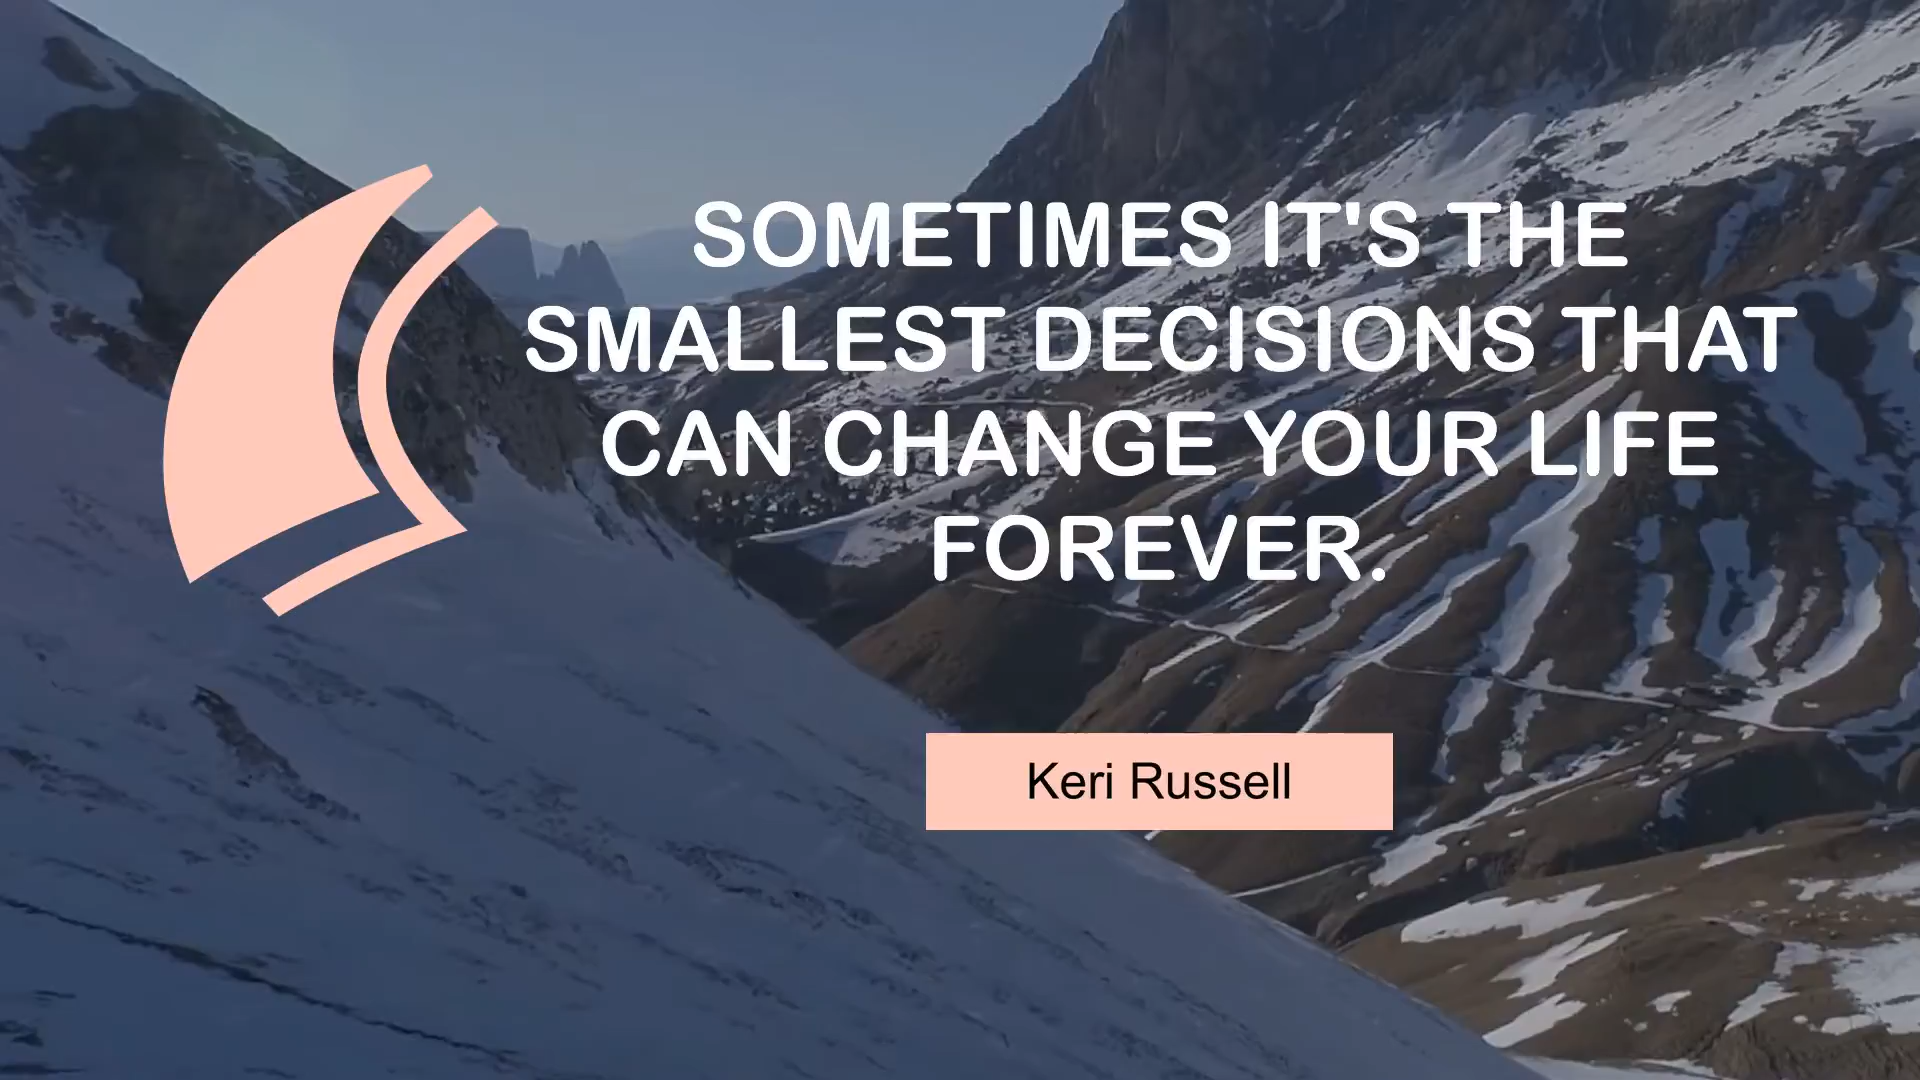 SOMETIMES IT'S THE
SMALLEST DECISIONS THAT
CAN CHANGE YOUR LIFE
FOREVER.
Keri Russell